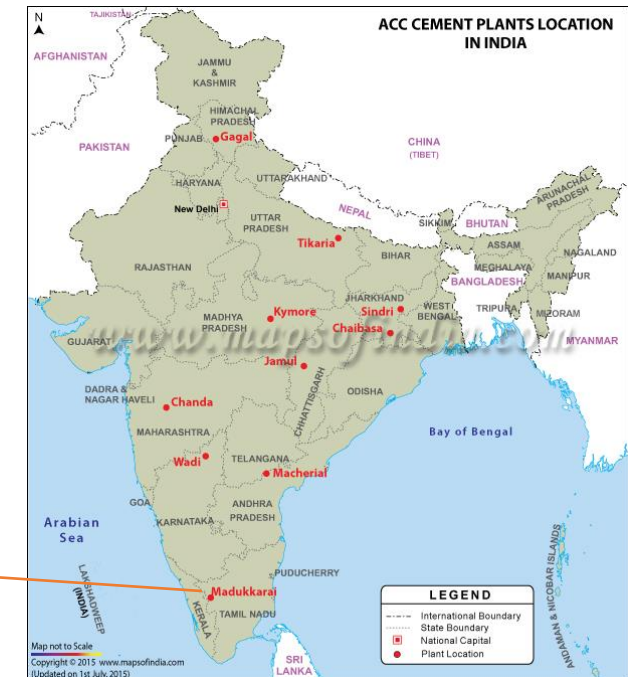 ACC CEMENT PLANTS LOCATION
IN INDIA
N
TAJIKISTAN
AFGHANISTAN
JAMMU
&
KASHMIR
HIMACHAL
PRADESH
PUNJAB
Gagal
PAKISTAN
CHINA
(TIBET)
HARYANA
UTTARAKHAND
New Delhi
UTTAR
PRADESH
NEPAL
SIKKIM
BHUTAN
ARUNACHAL
PRADESH
Tikaria
ASSAM
NAGALAND
RAJASTHAN
BIHAR
MEGHALAYA
MANIPUR
BANGLADESH
JHARKHAND
Sindri
WEST
BENGAL
TRIPURA
MIZORAM
MADHYA
PRADESH
Kymore
Chaibasa
www.mapsofindia.com
MYANMAR
GUJARAT
Jamul
CHHATTISGARH
ODISHA
DADRA &
NAGAR HAVELI
Chanda
MAHARASHTRA
Bay of Bengal
Wadi
TELANGANA
Macherial
GOA
ANDHRA
PRADESH
KARNATAKA
Arabian
Sea
LAKSHADWEEP
(INDIA)
PUDUCHERRY
Madukkarai
KERALA
TAMIL NADU
ANDAMAN & NICOBAR ISLANDS
LEGEND
International Boundary
State Boundary
National Capital
Plant Location
SRI
LANKA
Map not to Scale
Copyright © 2015 www.mapsofindia.com
(Updated on 1st July, 2015)